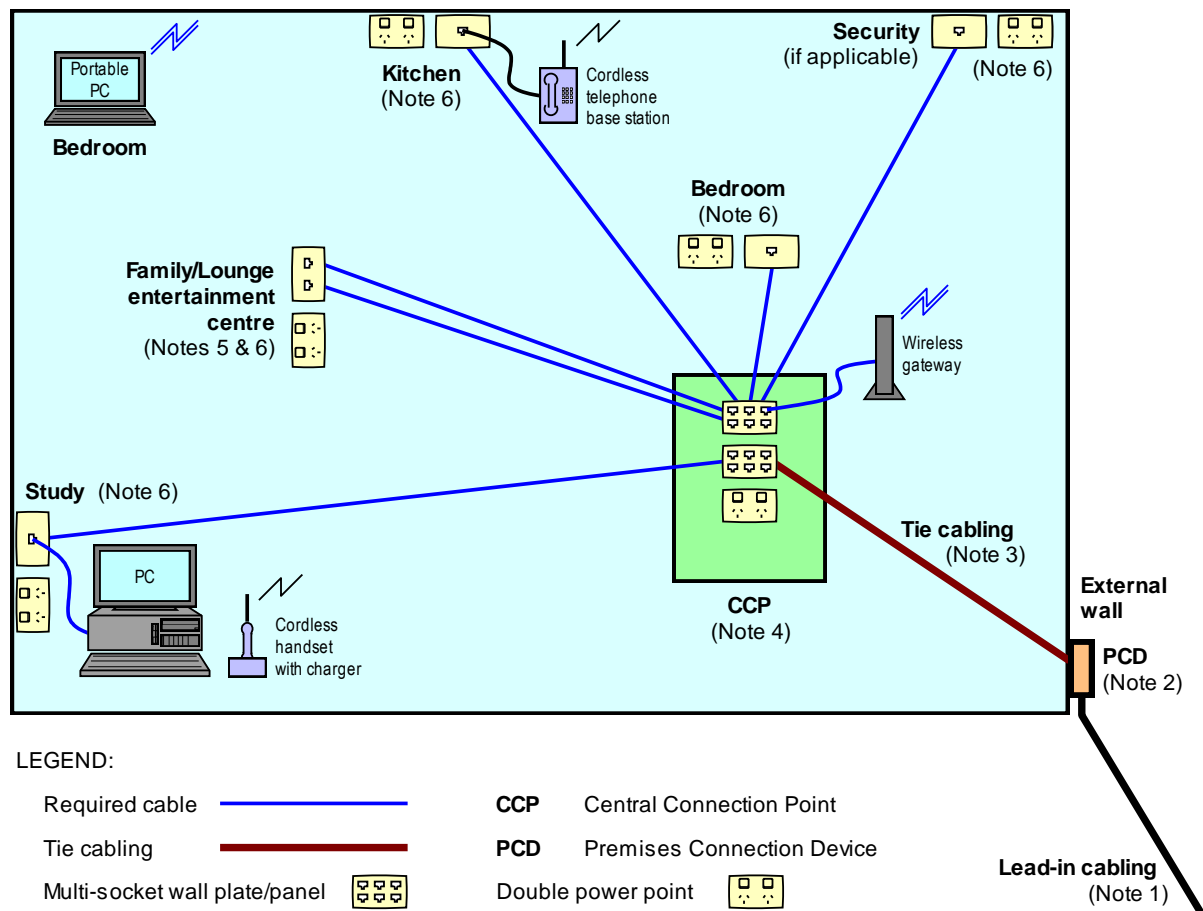 Portable
PC
Bedroom
Kitchen
(Note 6)
Cordless
telephone
base station
Security
(if applicable)
(Note 6)
Bedroom
(Note 6)
Family/Lounge
entertainment
centre
(Notes 5 & 6)
Wireless
gateway
Study (Note 6)
PC
Cordless
handset
with charger
CCP
(Note 4)
Tie cabling
(Note 3)
External
wall
PCD
(Note 2)
LEGEND:
Required cable
CCP Central Connection Point
Tie cabling
PCD Premises Connection Device
Multi-socket wall plate/panel
Double power point
Lead-in cabling
(Note 1)